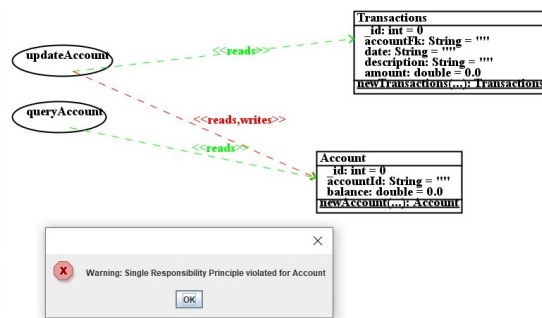 Transactions
_id: int = 0
accountFk: String = ""
date: String = ""
description: String = ""
amount: double = 0.0
newTransactions(...): Transactions
updateAccount
<<reads>>
queryAccount
<<reads,writes>>
<<reads>>
Account
_id: int = 0
accountId: String = ""
balance: double = 0.0
newAccount(...): Account
Warning: Single Responsibility Principle violated for Account
OK